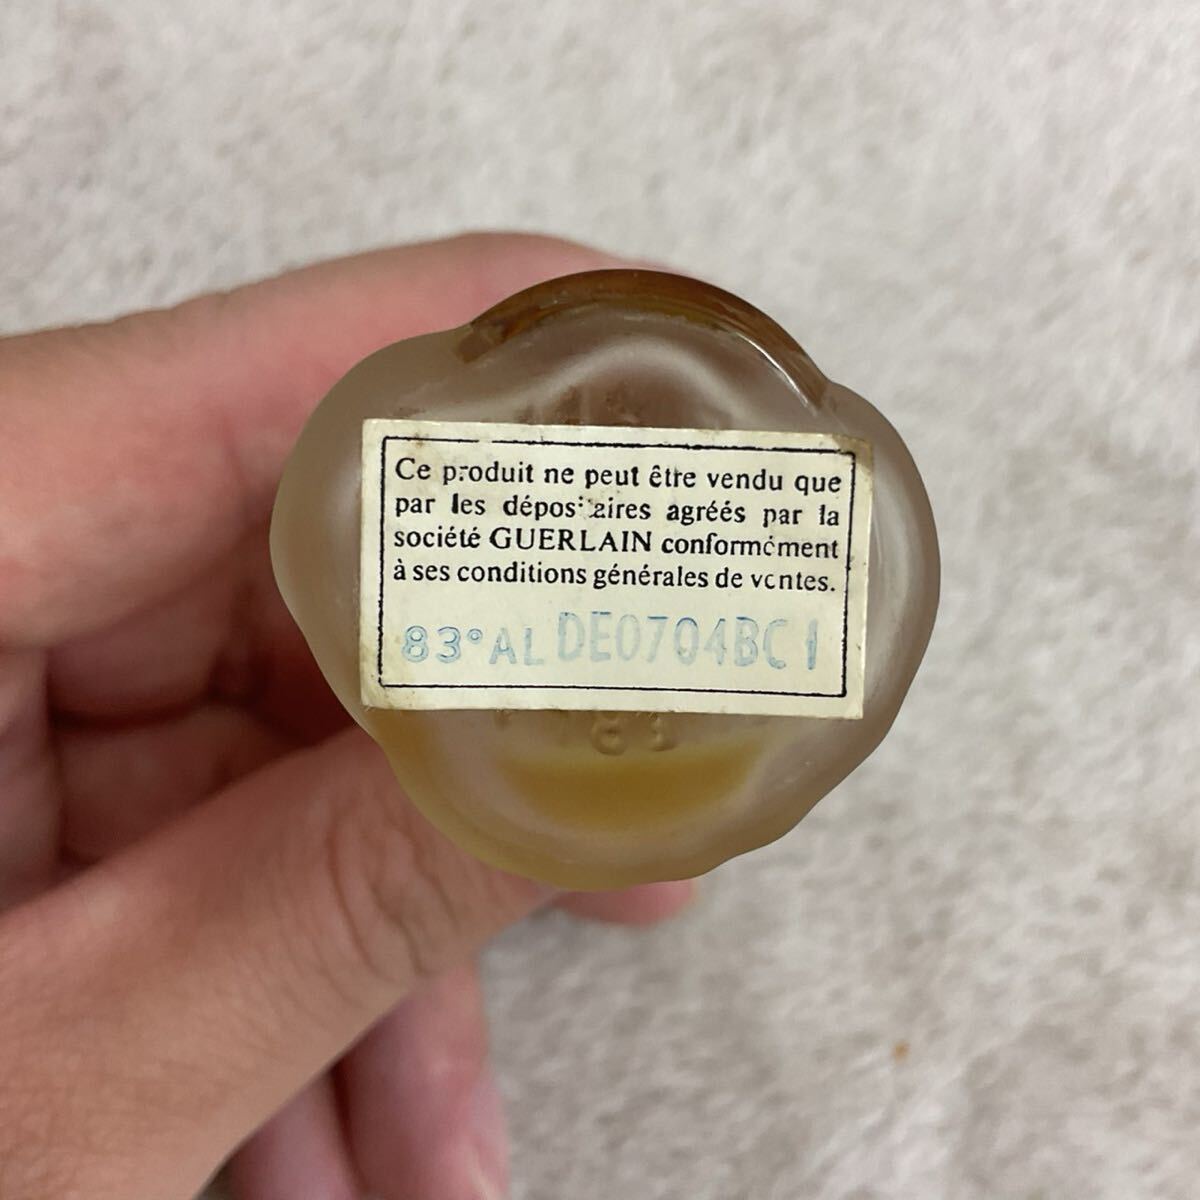 Ce produit ne peut être vendu que
par les dépositaires agréés par la
société GUERLAIN conformément
à ses conditions générales de ventes.
83° AL DE0704BC1